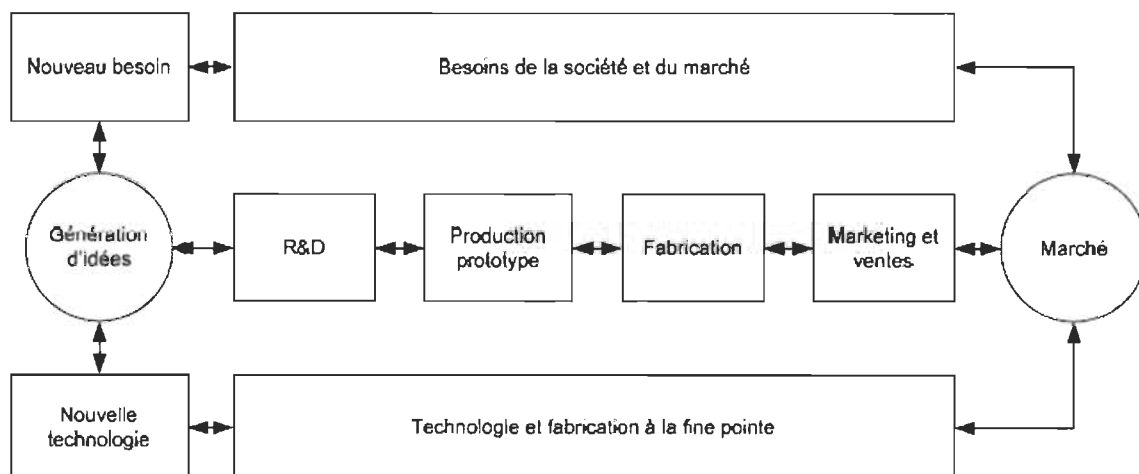 Nouveau besoin
Besoins de la société et du marché
Génération
d'idées
R&D
Production
prototype
Fabrication
Marketing et
ventes
Marché
Nouvelle
technologie
Technologie et fabrication à la fine pointe